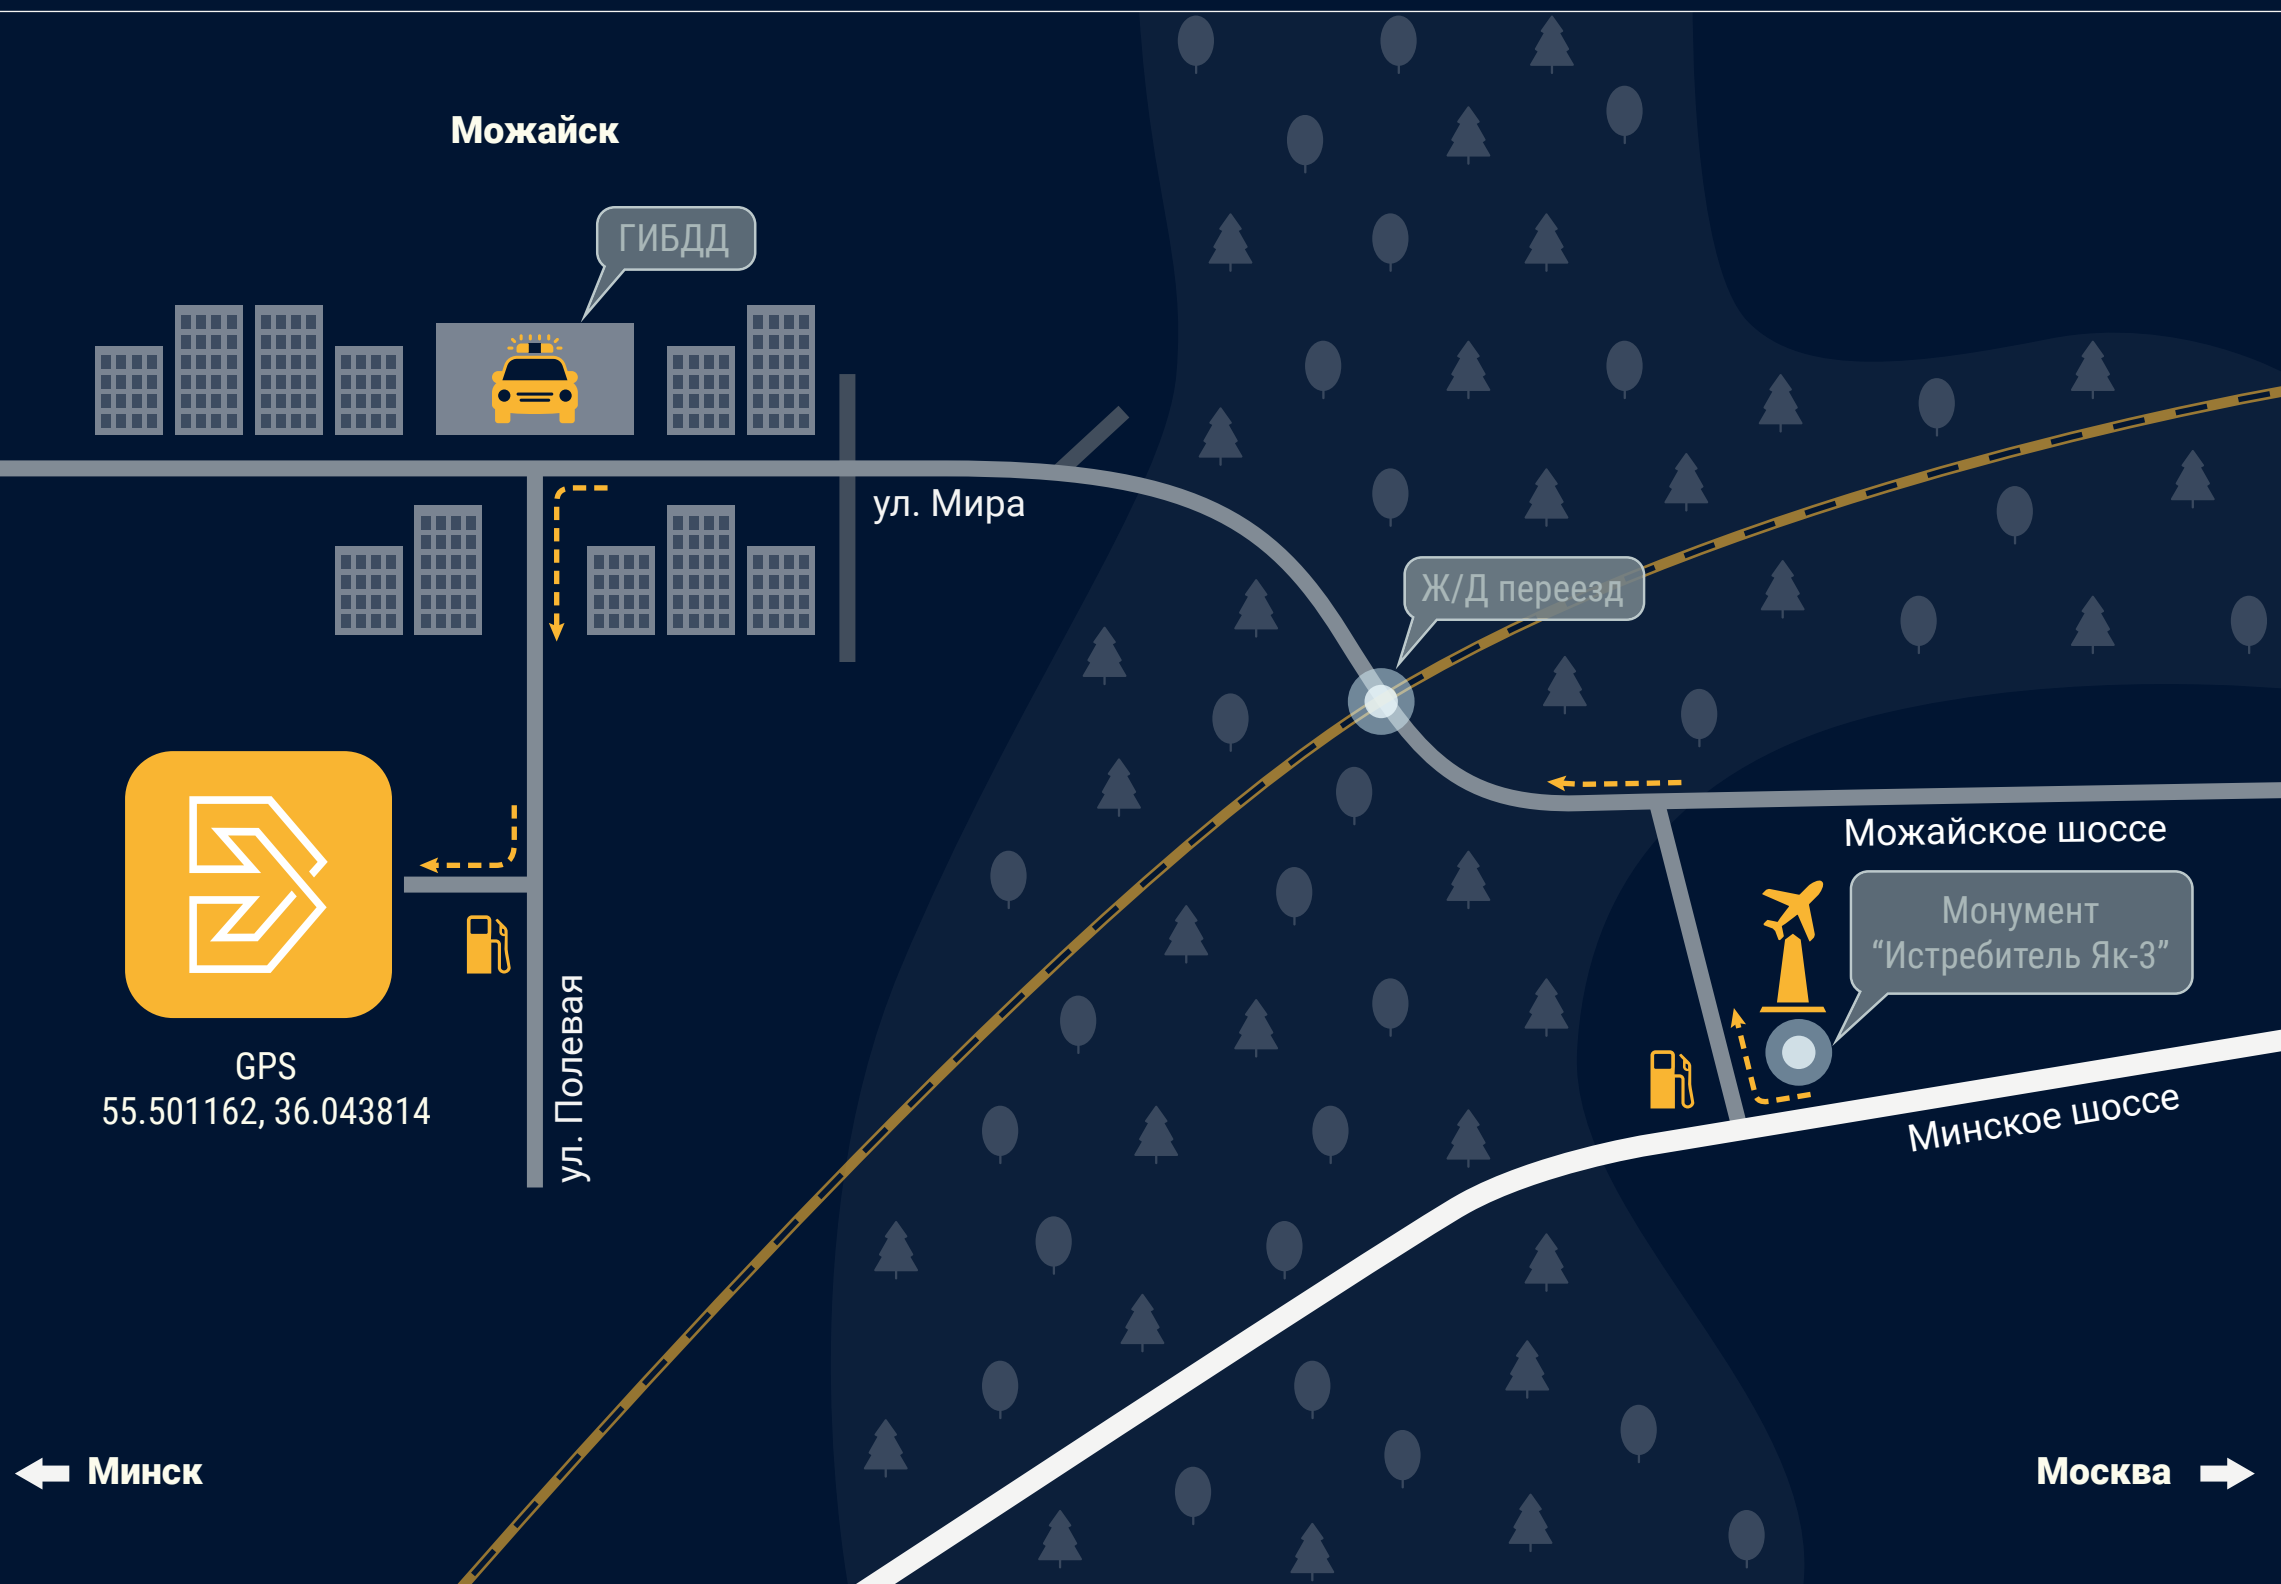 Можайск
ГИБДД
ул. Мира
Ж/Д переезд
Можайское шоссе
Монумент
“Истребитель Як-3”
ул. Полевая
GPS
55.501162, 36.043814
Минское шоссе
Минск
Москва